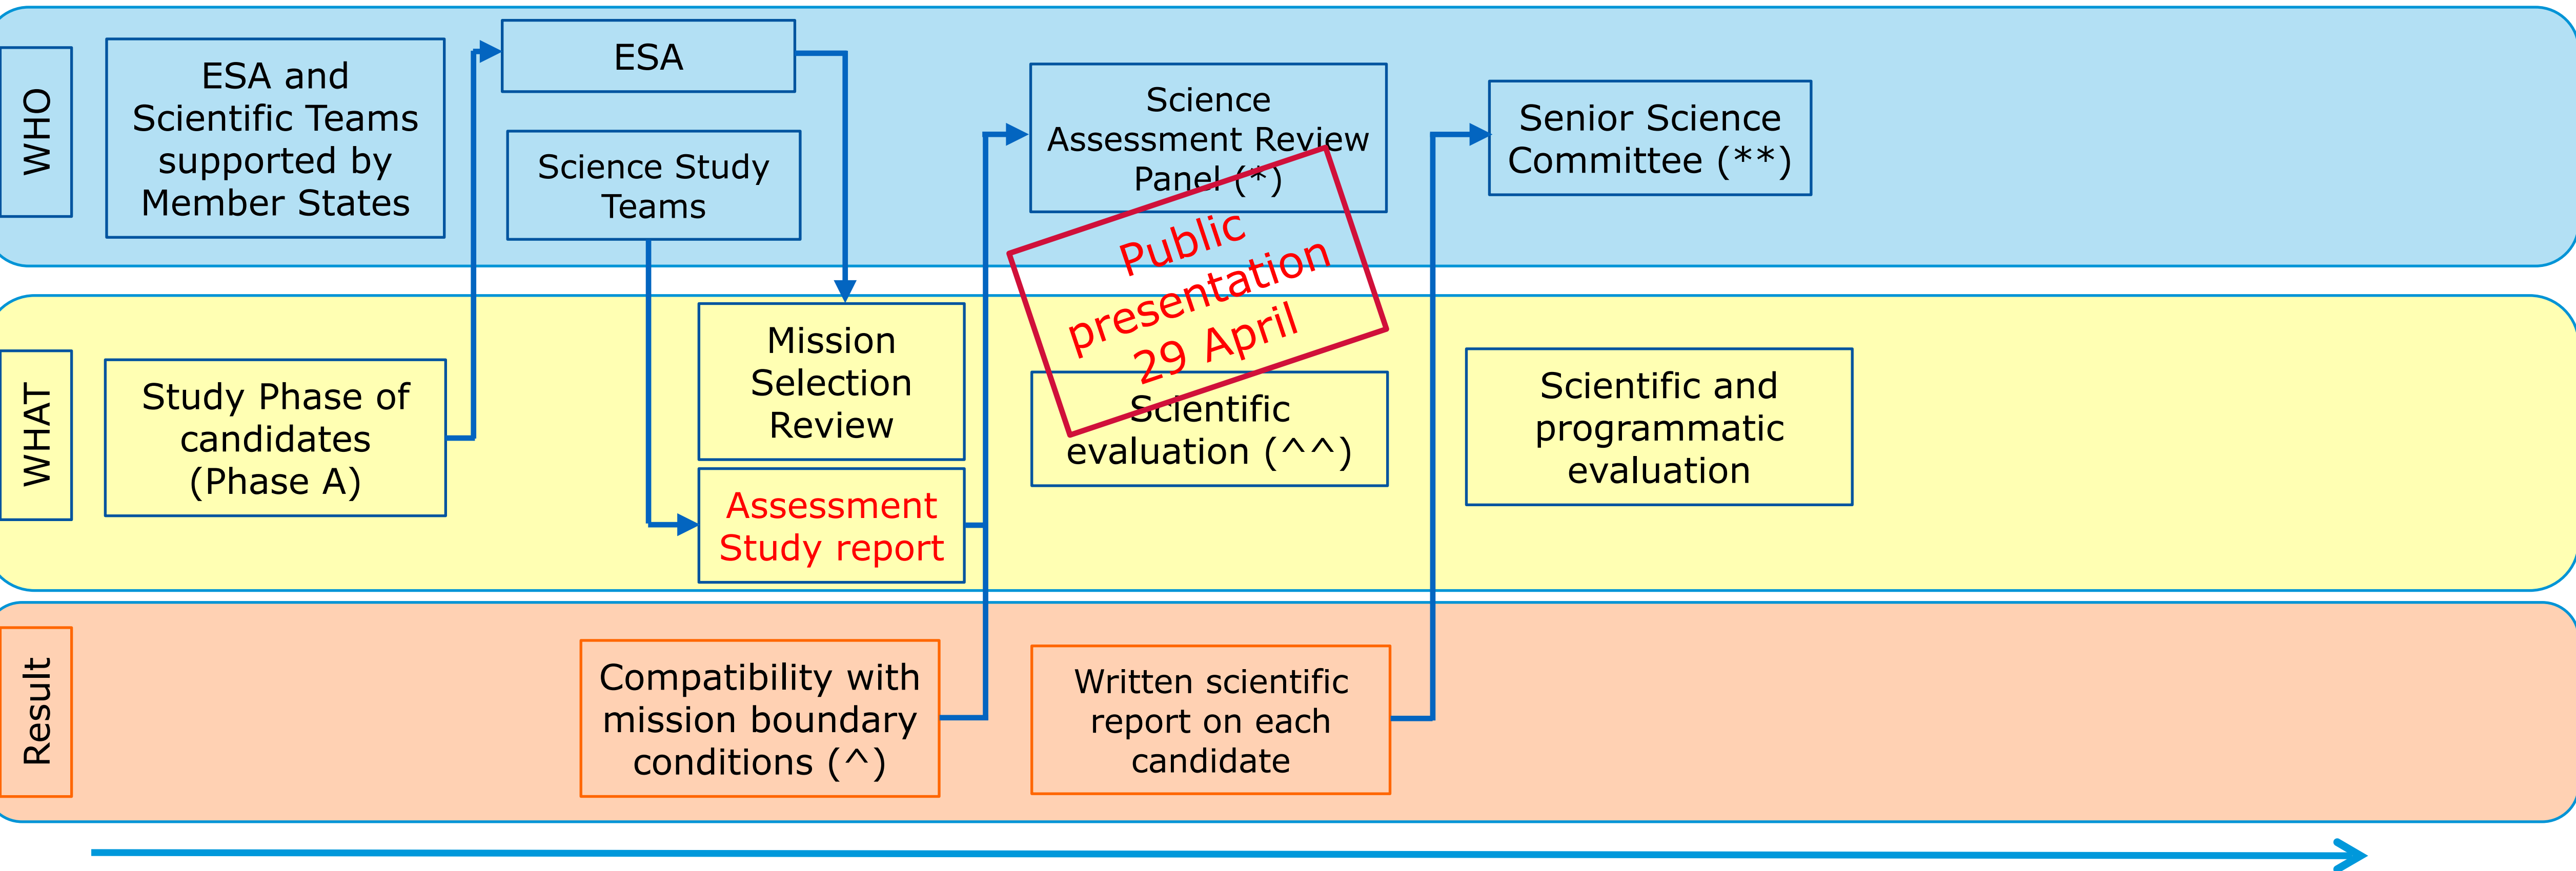 WHO
ESA and
Scientific Teams
supported by
Member States
ESA
Science Study
Teams
Science
Assessment Review
Panel (*)
Senior Science
Committee (**)
Public
presentation
29 April
WHAT
Study Phase of
candidates
(Phase A)
Mission
Selection
Review
Assessment
Study report
Scientific
evaluation (^^)
Scientific and
programmatic
evaluation
Result
Compatibility with
mission boundary
conditions (^)
Written scientific
report on each
candidate